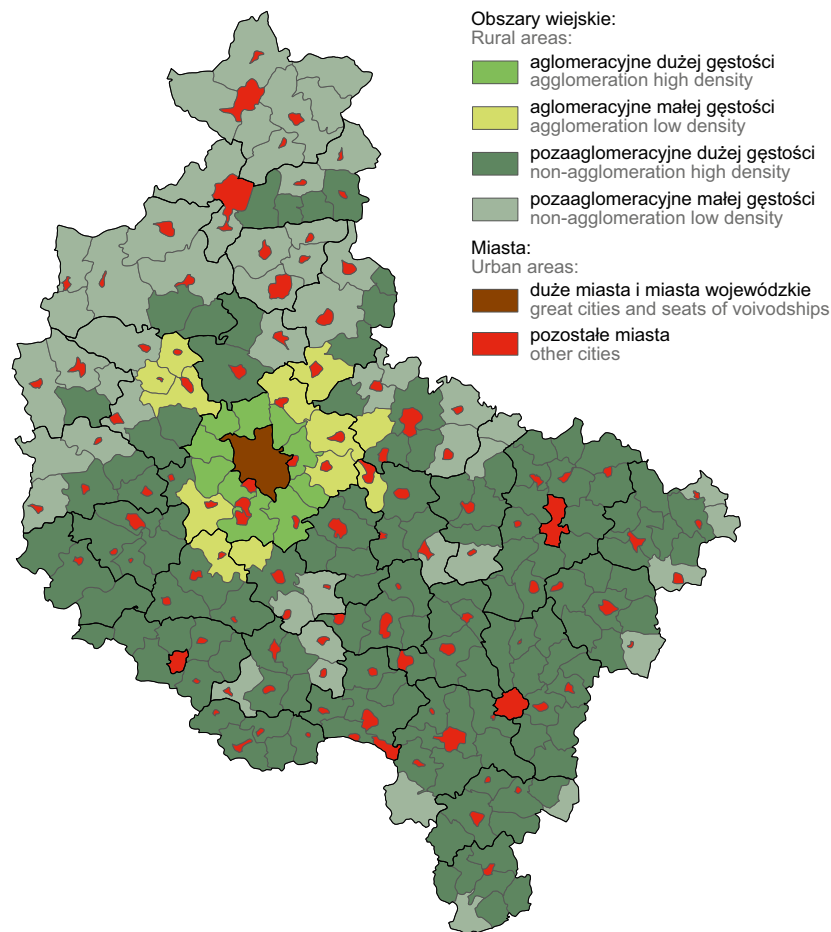 Obszary wiejskie:
Rural areas:
aglomeracyjne dużej gęstości
agglomeration high density
aglomeracyjne małej gęstości
agglomeration low density
pozaaglomeracyjne dużej gęstości
non-agglomeration high density
pozaaglomeracyjne małej gęstości
non-agglomeration low density
Miasta:
Urban areas:
duże miasta i miasta wojewódzkie
great cities and seats of voivodships
pozostałe miasta
other cities